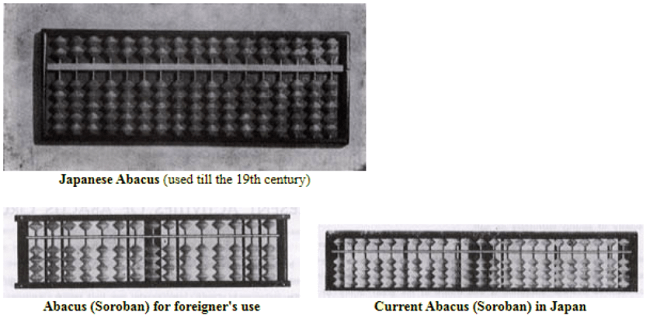 Japanese Abacus (used till the 19th century)
Abacus (Soroban) for foreigner's use
Current Abacus (Soroban) in Japan